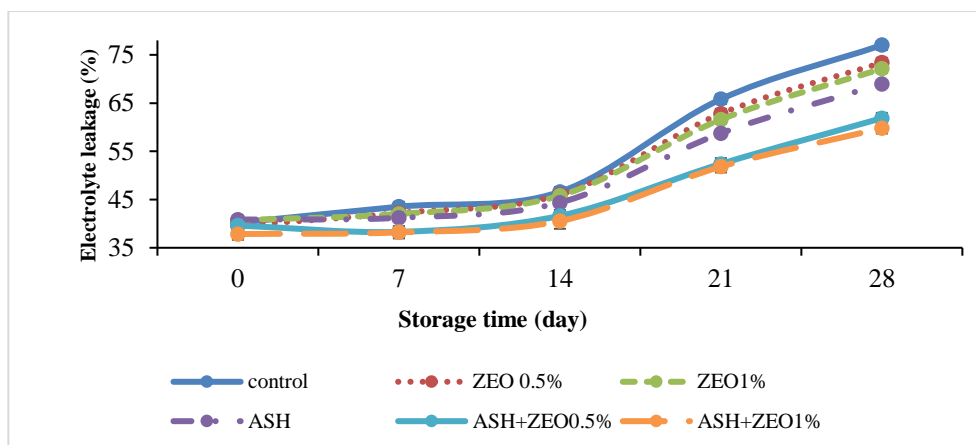 Electrolyte leakage (%)
75
65
55
45
35
0 7 14 21 28
Storage time (day)
control ZEO 0.5% ZEO1%
ASH ASH+ZEO0.5% ASH+ZEO1%